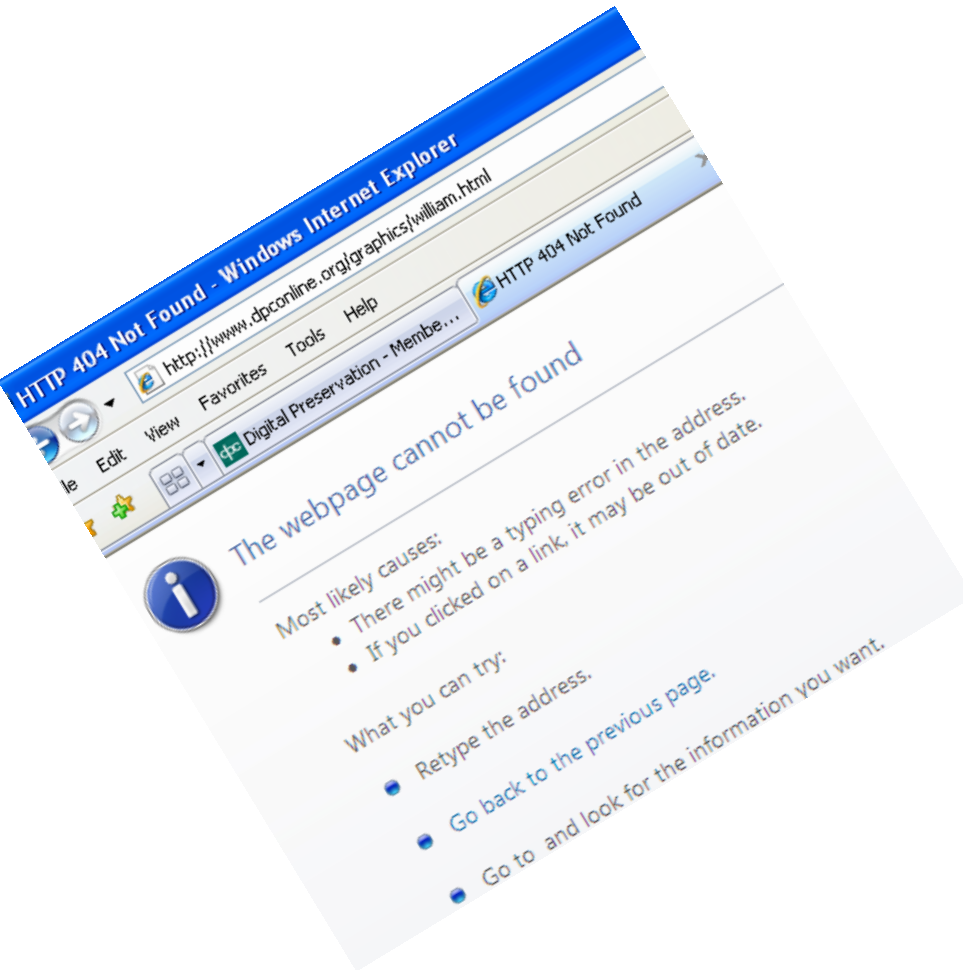 HTTP 404 Not Found - Windows Internet Explorer
http://www.dpconline.org/graphics/william.html
le Edit View Favorites Tools Help
dpc Digital Preservation - Membe... HTTP 404 Not Found
The webpage cannot be found
Most likely causes:
• There might be a typing error in the address.
• If you clicked on a link, it may be out of date.
What you can try:
Retype the address.
Go back to the previous page.
Go to and look for the information you want.